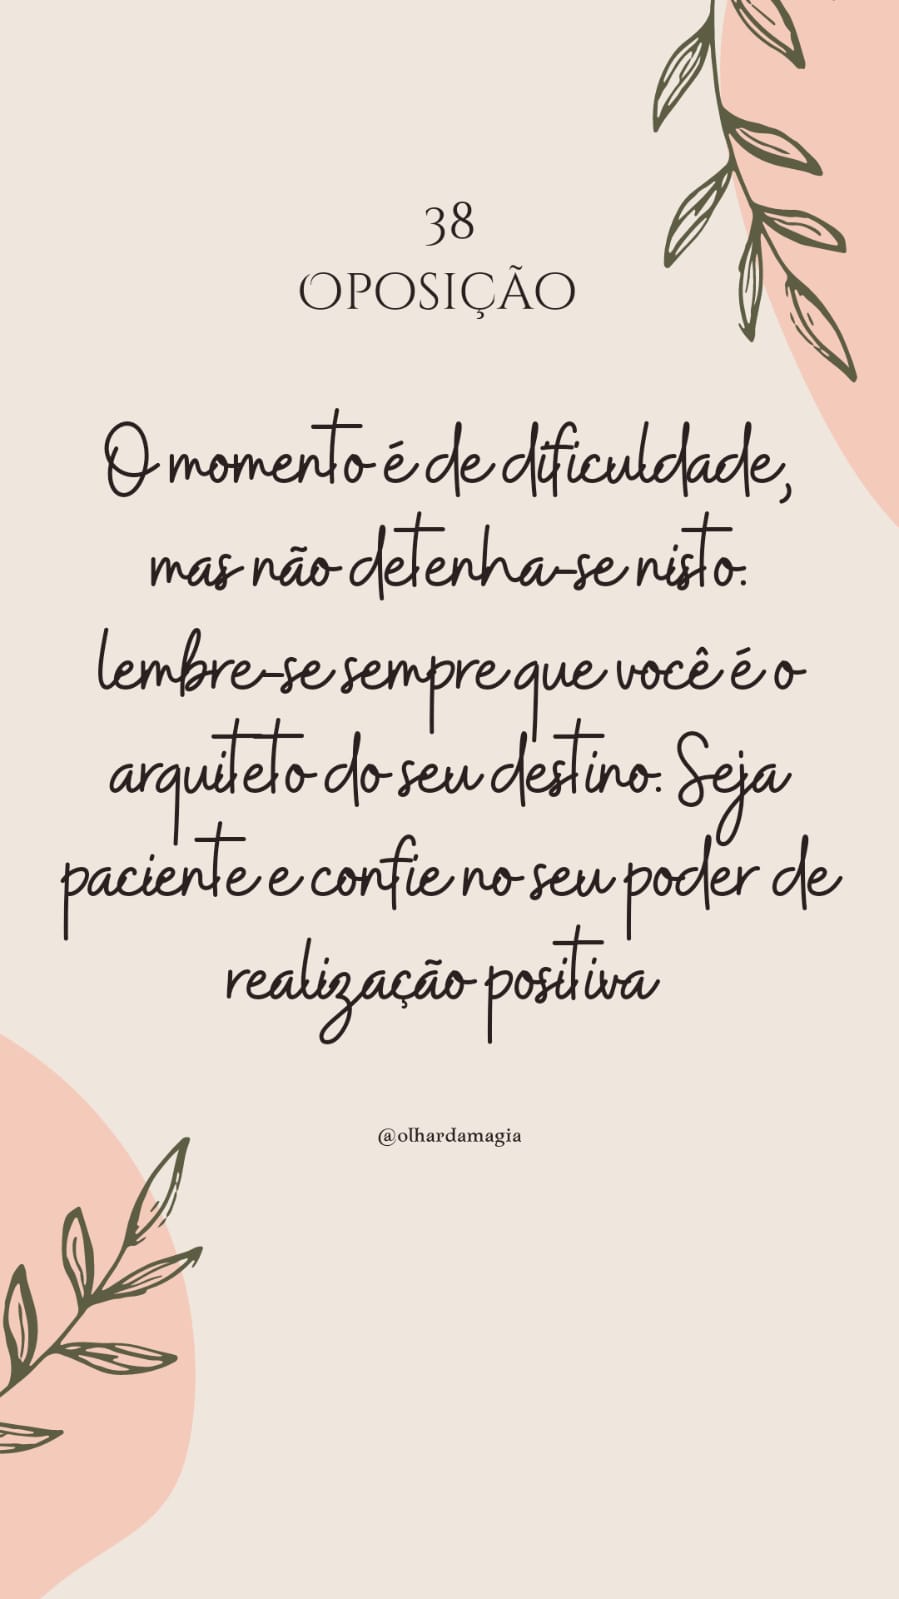 38
Oposição
O momento é de dificuldade,
mas não detenha-se nisto.
lembre-se sempre que você é o
arquiteto do seu destino. Seja
paciente e confie no seu poder de
realização positiva
@olhardamagia